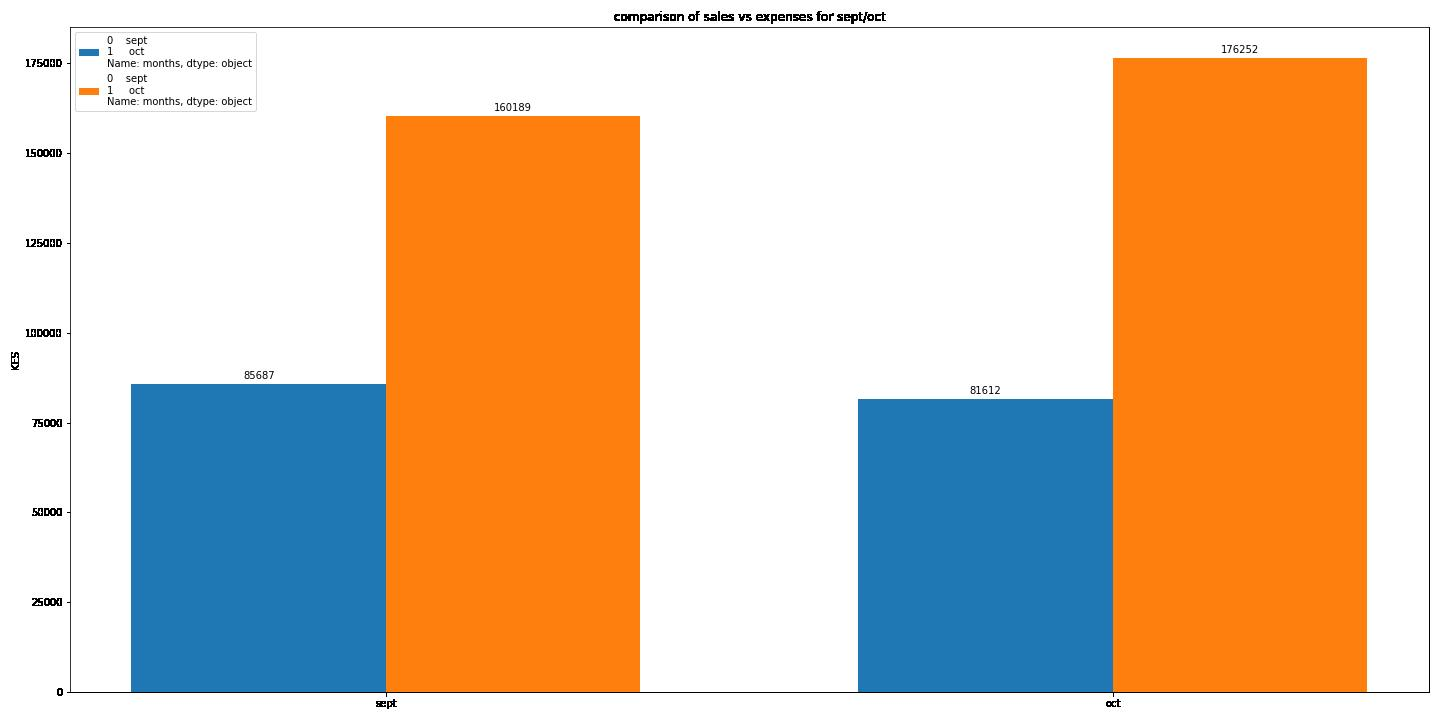 comparison of sales vs expenses for sept/oct
0    sept
1     oct
Name: months, dtype: object
0    sept
1     oct
Name: months, dtype: object
176252
175000
160189
150000
125000
100000
KES
85687
81612
75000
50000
25000
0
sept oct